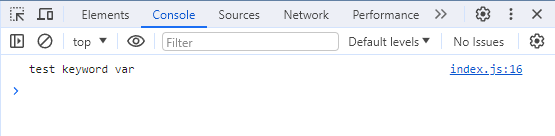 Elements Console Sources Network Performance
top Filter Default levels No Issues
test keyword var index.js:16